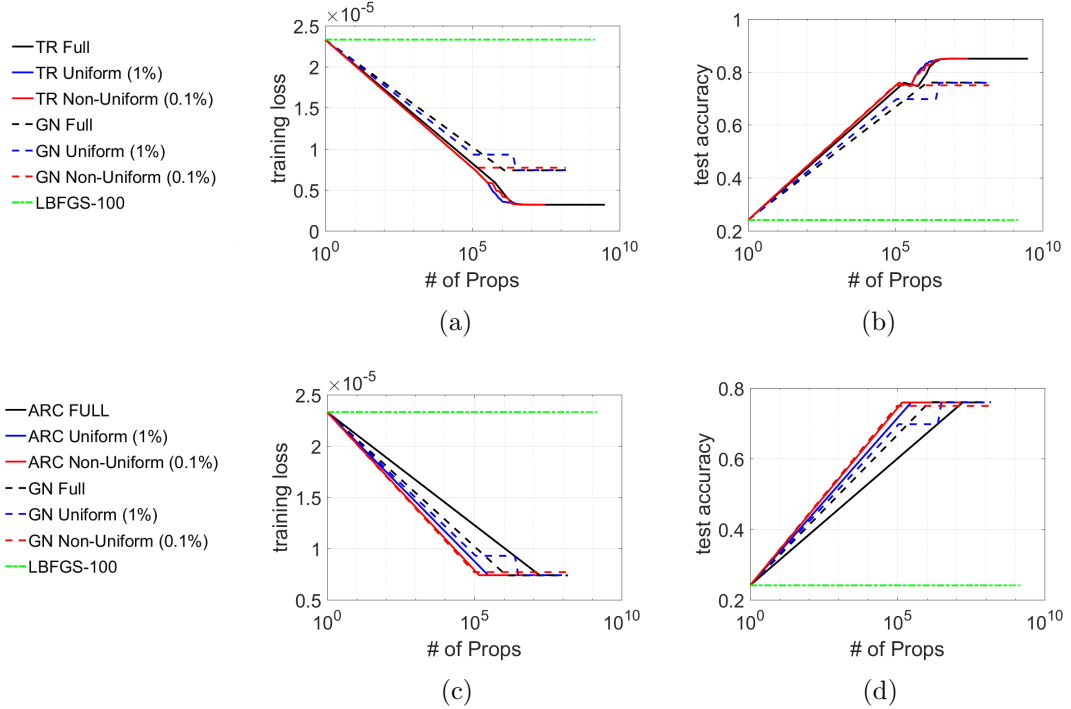 TR Full
TR Uniform (1%)
TR Non-Uniform (0.1%)
GN Full
GN Uniform (1%)
GN Non-Uniform (0.1%)
LBFGS-100
×10⁻⁵
2.5
2
1.5
1
0.5
0
training loss
10⁰ 10⁵ 10¹⁰
# of Props
(a)
1
0.8
0.6
0.4
0.2
test accuracy
10⁰ 10⁵ 10¹⁰
# of Props
(b)
ARC FULL
ARC Uniform (1%)
ARC Non-Uniform (0.1%)
GN Full
GN Uniform (1%)
GN Non-Uniform (0.1%)
LBFGS-100
×10⁻⁵
2.5
2
1.5
1
0.5
training loss
10⁰ 10⁵ 10¹⁰
# of Props
(c)
0.8
0.6
0.4
0.2
test accuracy
10⁰ 10⁵ 10¹⁰
# of Props
(d)